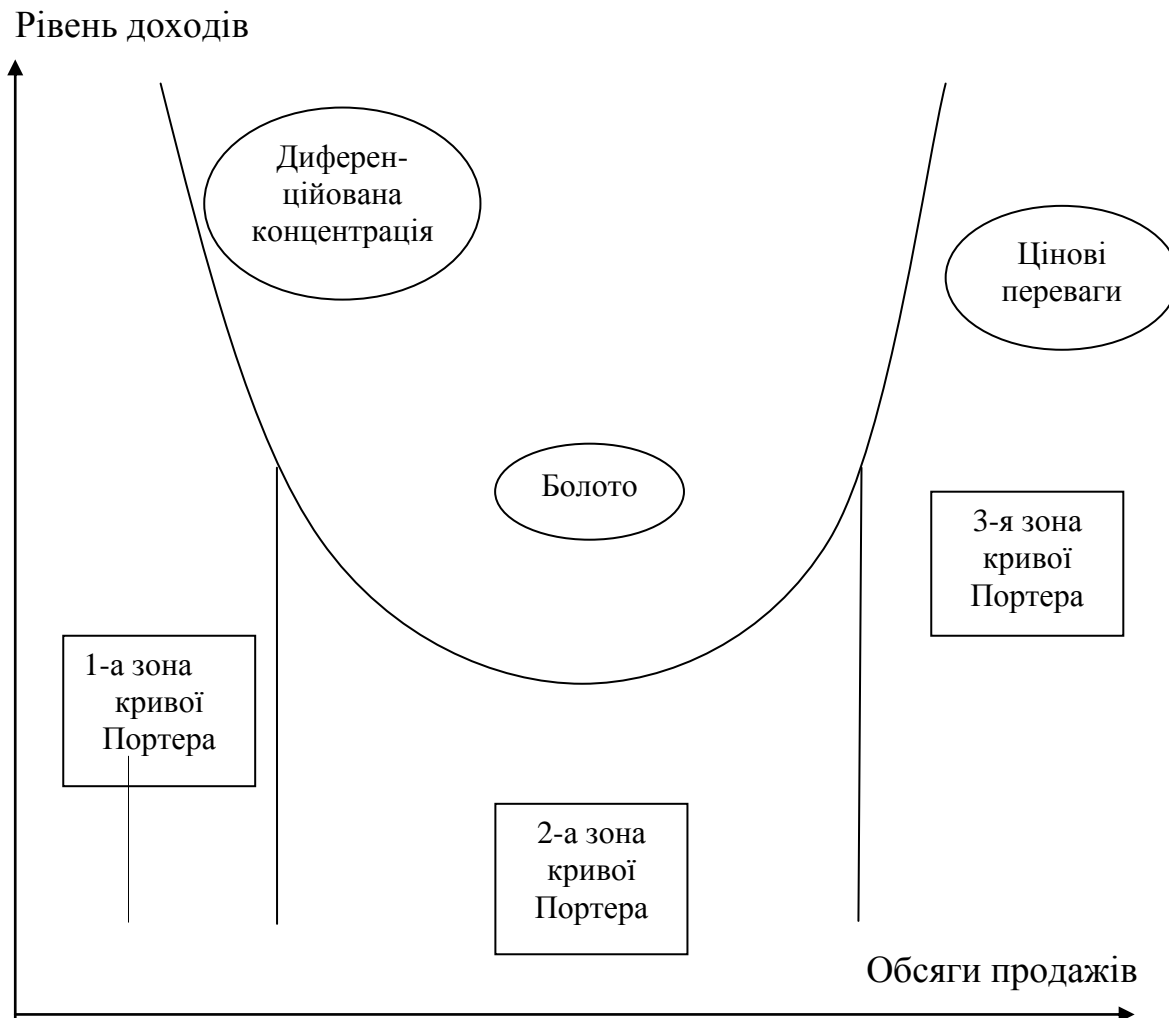 Рівень доходів
Диферен-
ційована
концентрація
Цінові
переваги
Болото
3-я зона
кривої
Портера
1-а зона
кривої
Портера
2-а зона
кривої
Портера
Обсяги продажів